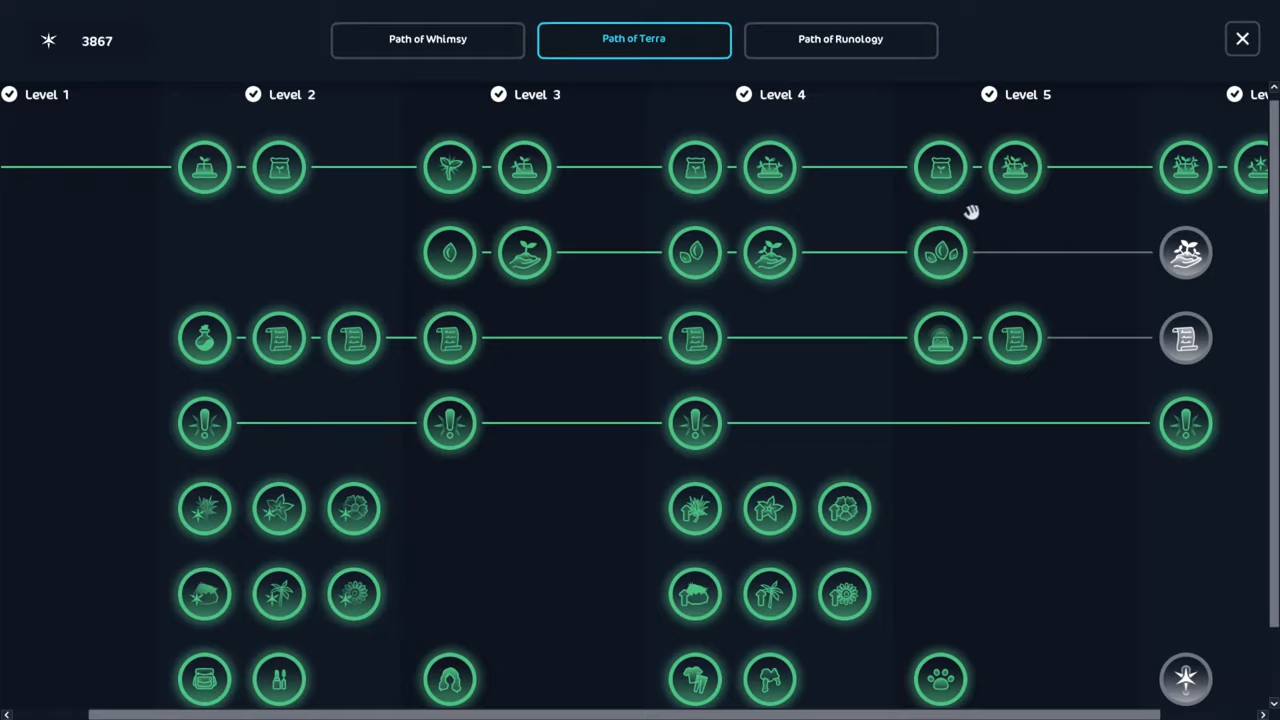 3867
Path of Whimsy
Path of Terra
Path of Runology
Level 1
Level 2
Level 3
Level 4
Level 5
Le